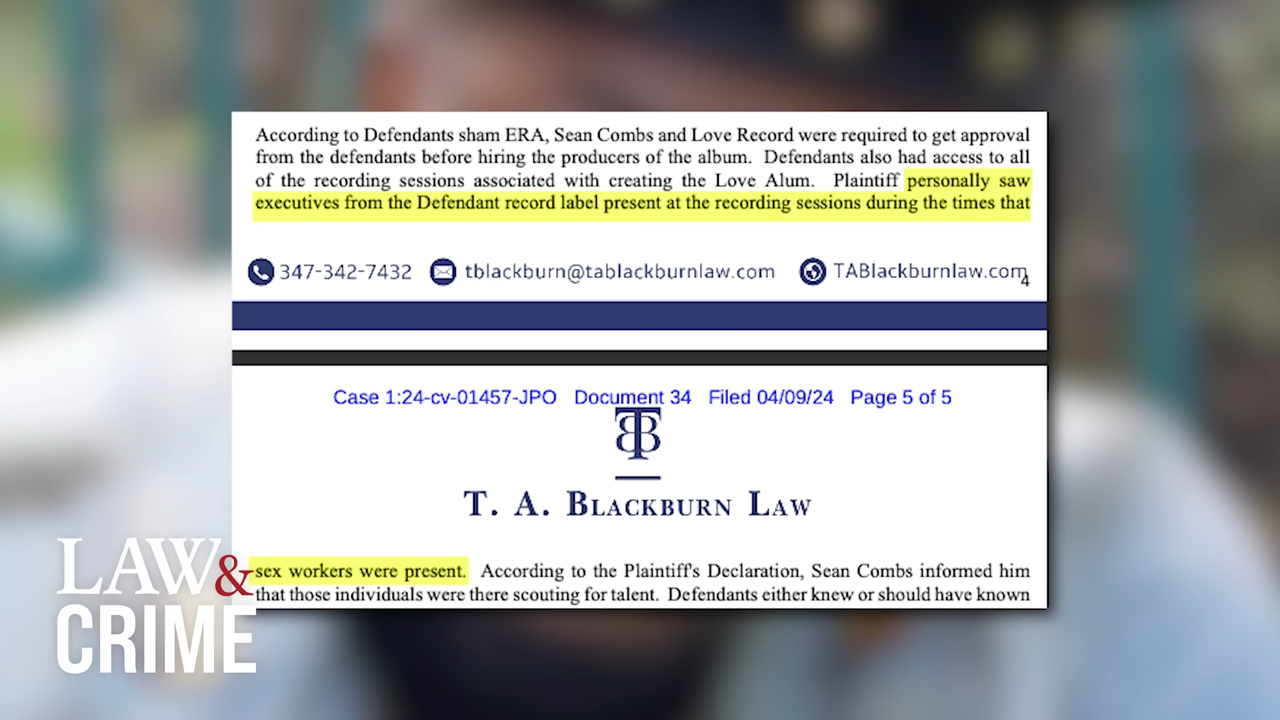 According to Defendants sham ERA, Sean Combs and Love Record were required to get approval
from the defendants before hiring the producers of the album. Defendants also had access to all
of the recording sessions associated with creating the Love Alum. Plaintiff personally saw
executives from the Defendant record label present at the recording sessions during the times that
347-342-7432 tblackburn@tablackburnlaw.com TABlackburnlaw.com
4
Case 1:24-cv-01457-JPO Document 34 Filed 04/09/24 Page 5 of 5
TB
T. A. BLACKBURN LAW
sex workers were present. According to the Plaintiff's Declaration, Sean Combs informed him
that those individuals were there scouting for talent. Defendants either knew or should have known
LAW&
CRIME